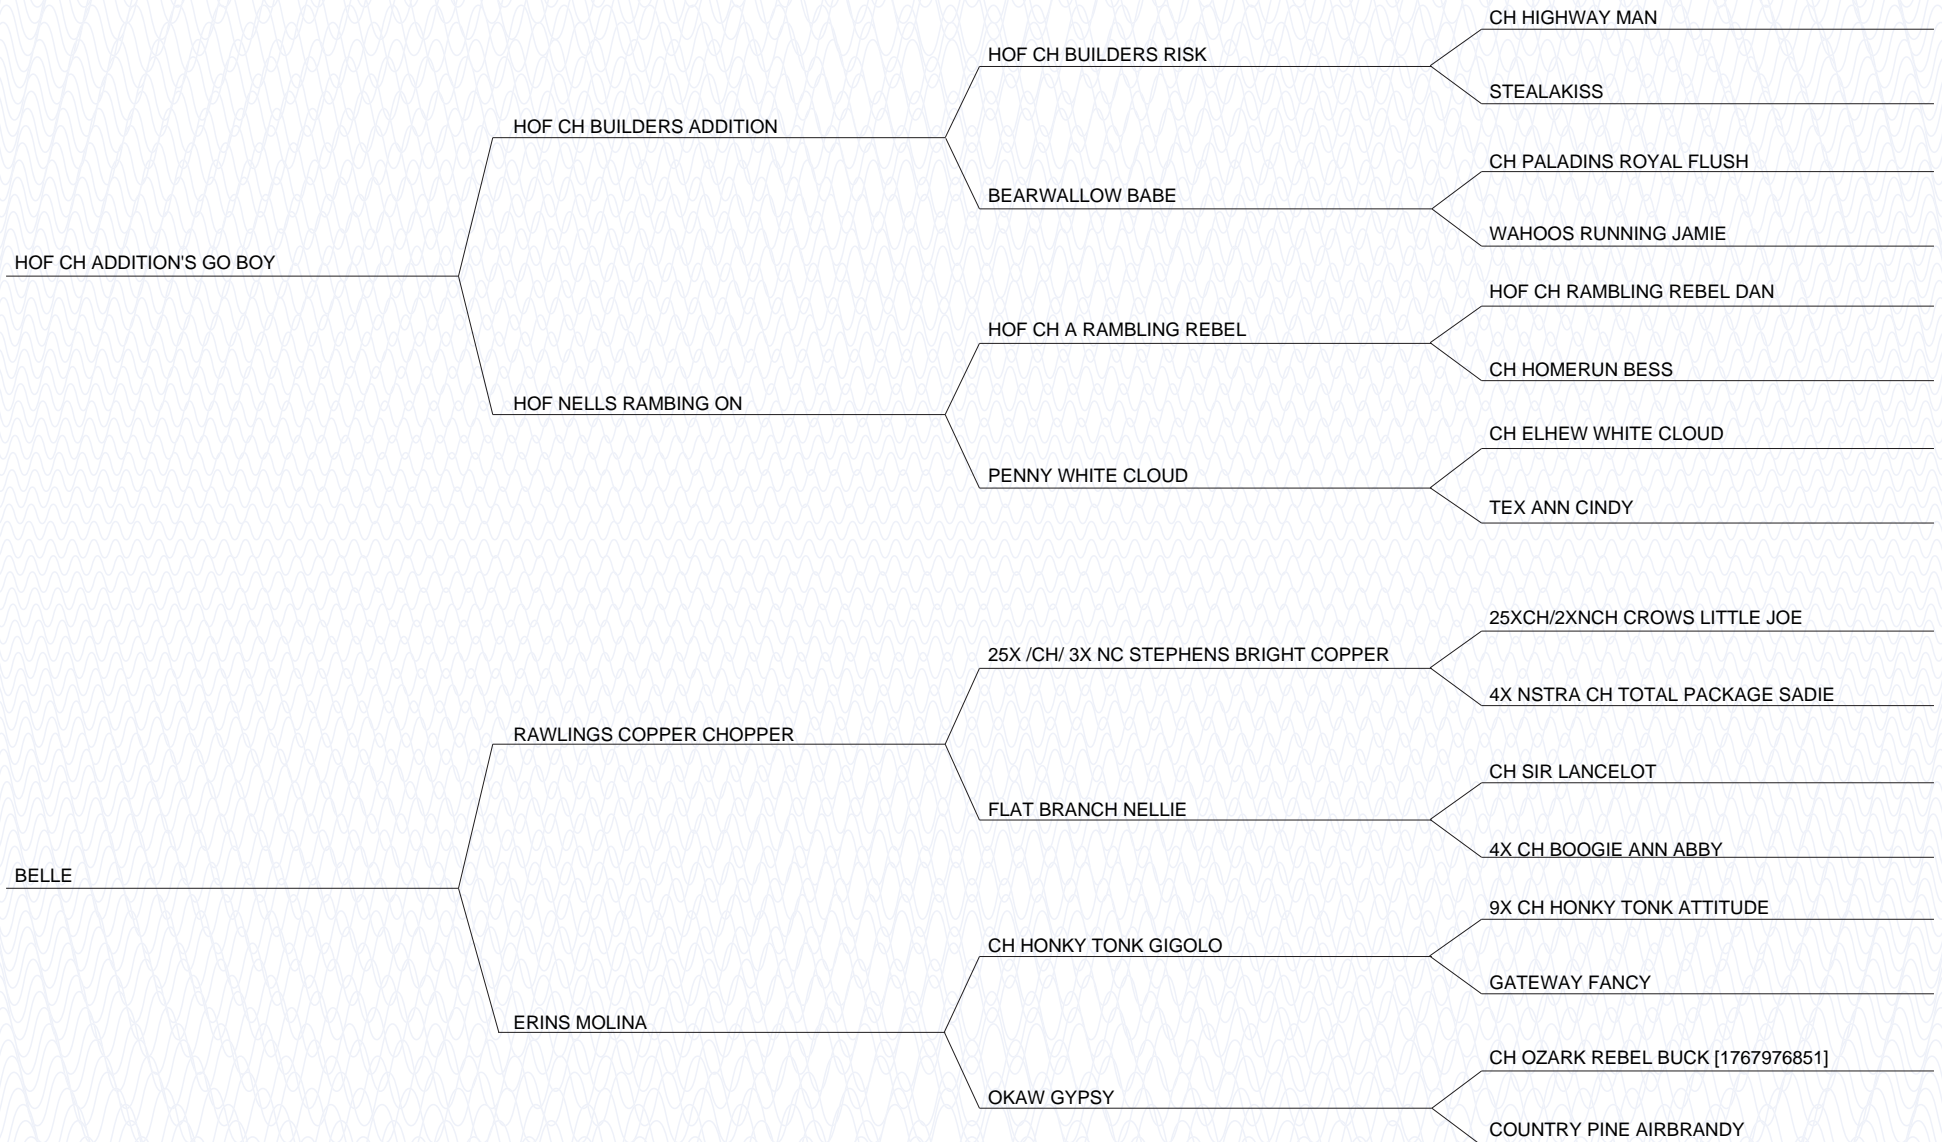 CH HIGHWAY MAN
HOF CH BUILDERS RISK
STEALAKISS
HOF CH BUILDERS ADDITION
CH PALADINS ROYAL FLUSH
BEARWALLOW BABE
WAHOOS RUNNING JAMIE
HOF CH ADDITION'S GO BOY
HOF CH RAMBLING REBEL DAN
HOF CH A RAMBLING REBEL
CH HOMERUN BESS
HOF NELLS RAMBING ON
CH ELHEW WHITE CLOUD
PENNY WHITE CLOUD
TEX ANN CINDY
25XCH/2XNCH CROWS LITTLE JOE
25X /CH/ 3X NC STEPHENS BRIGHT COPPER
4X NSTRA CH TOTAL PACKAGE SADIE
RAWLINGS COPPER CHOPPER
CH SIR LANCELOT
FLAT BRANCH NELLIE
4X CH BOOGIE ANN ABBY
BELLE
9X CH HONKY TONK ATTITUDE
CH HONKY TONK GIGOLO
GATEWAY FANCY
ERINS MOLINA
CH OZARK REBEL BUCK [1767976851]
OKAW GYPSY
COUNTRY PINE AIRBRANDY